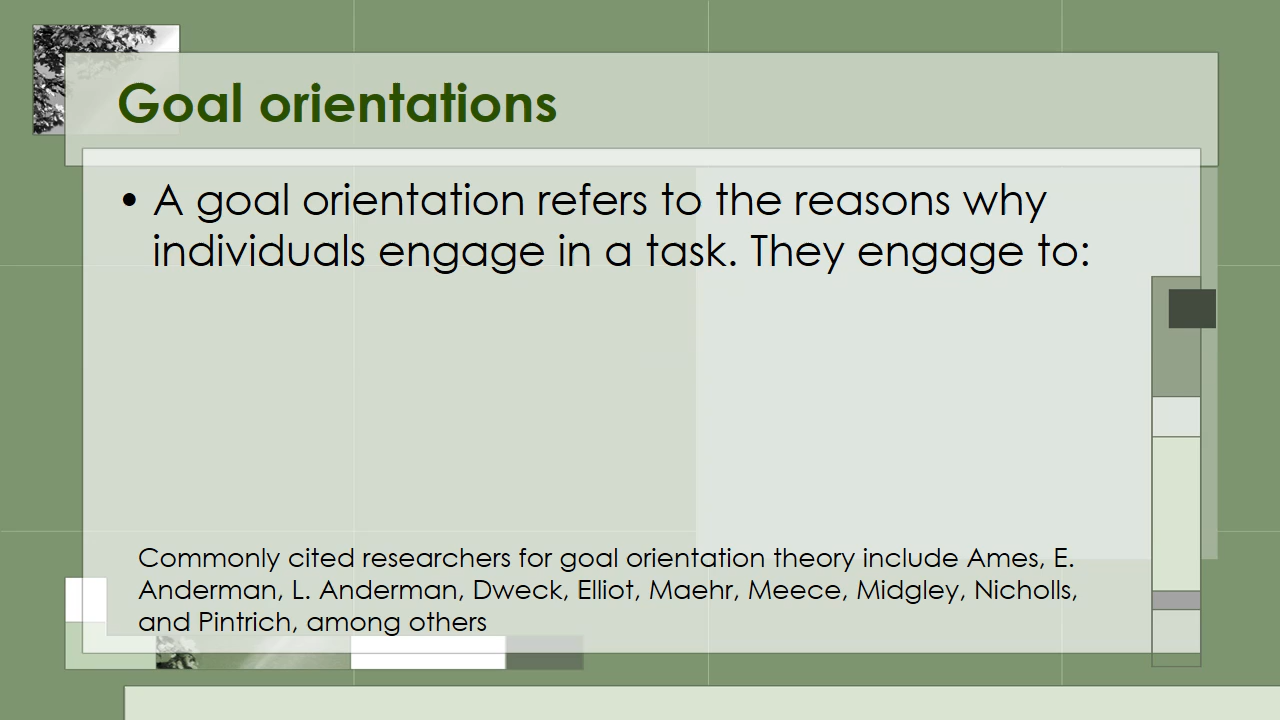 Goal orientations
• A goal orientation refers to the reasons why
individuals engage in a task. They engage to:
Commonly cited researchers for goal orientation theory include Ames, E.
Anderman, L. Anderman, Dweck, Elliot, Maehr, Meece, Midgley, Nicholls,
and Pintrich, among others